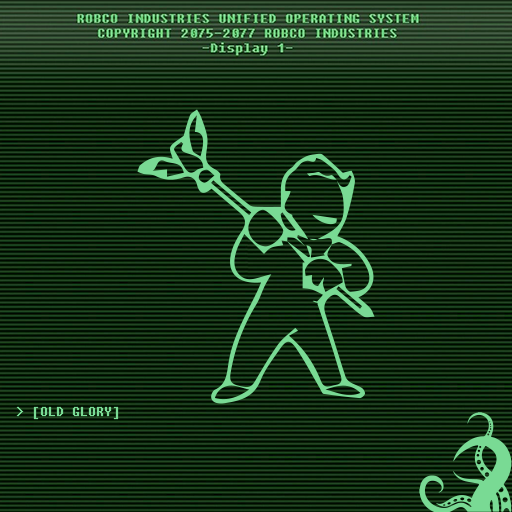 ROBCO INDUSTRIES UNIFIED OPERATING SYSTEM
COPYRIGHT 2075-2077 ROBCO INDUSTRIES
-Display 1-
> [OLD GLORY]